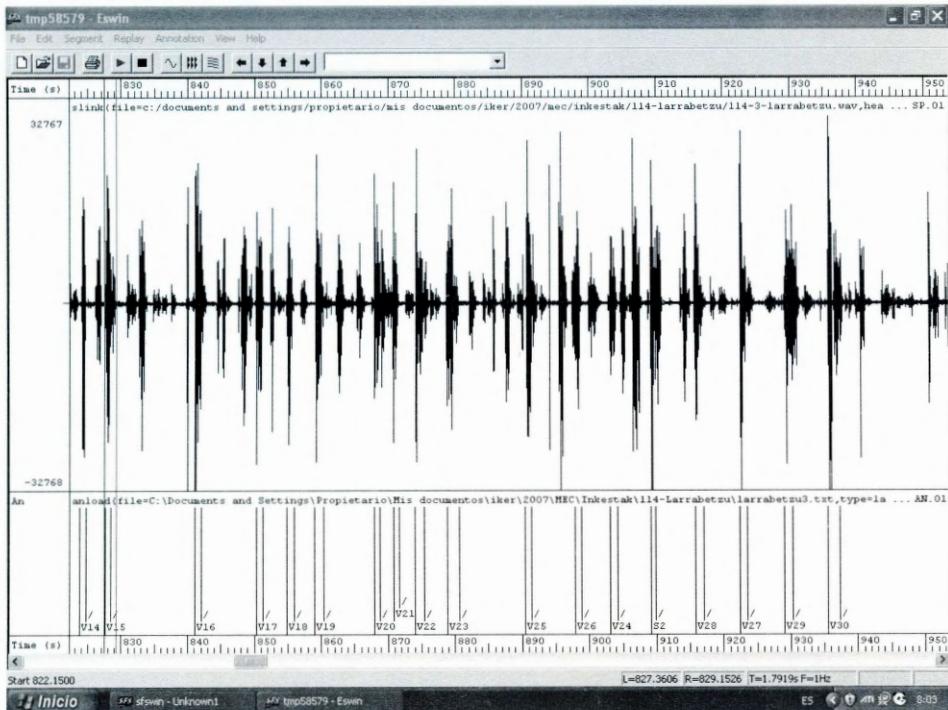 SFS tmp58579 - Eswin
File Edit Segment Replay Annotation View Help
Time (s) 830 840 850 860 870 880 890 900 910 920 930 940 950
slink(file=c:/documents and settings/propietario/mis documentos/iker/2007/mec/inkestak/114-larrabetzu/114-3-larrabetzu.wav,hea ... SP.01
32767
-32768
An anload(file=C:\Documents and Settings\Propietario\Mis documentos\iker\2007\MEC\Inkestak\114-Larrabetzu\larrabetzu3.txt,type=la ... AN.01
/ / / / / / / / / / / / / / / / / /
V14 V15 V16 V17 V18 V19 V20 V21 V22 V23 V25 V26 V24 S2 V28 V27 V29 V30
Time (s) 830 840 850 860 870 880 890 900 910 920 930 940 950
Start 822.1500 L=827.3606 R=829.1526 T=1.7919s F=1Hz
Inicio SFS sfswin - Unknown1 SFS tmp58579 - Eswin ES 8:03